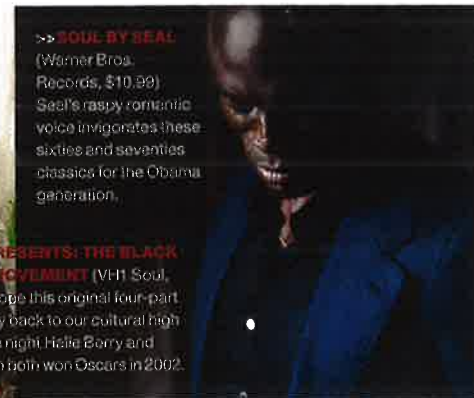 >> SOUL BY SEAL
(Warner Bros.
Records, $10.99)
Seal's raspy romantic
voice invigorates these
sixties and seventies
classics for the Obama
generation.
RESENTS: THE BLACK
OVEMENT (VH1 Soul,
ope this original four-part
y back to our cultural high
night Halle Berry and
both won Oscars in 2002.